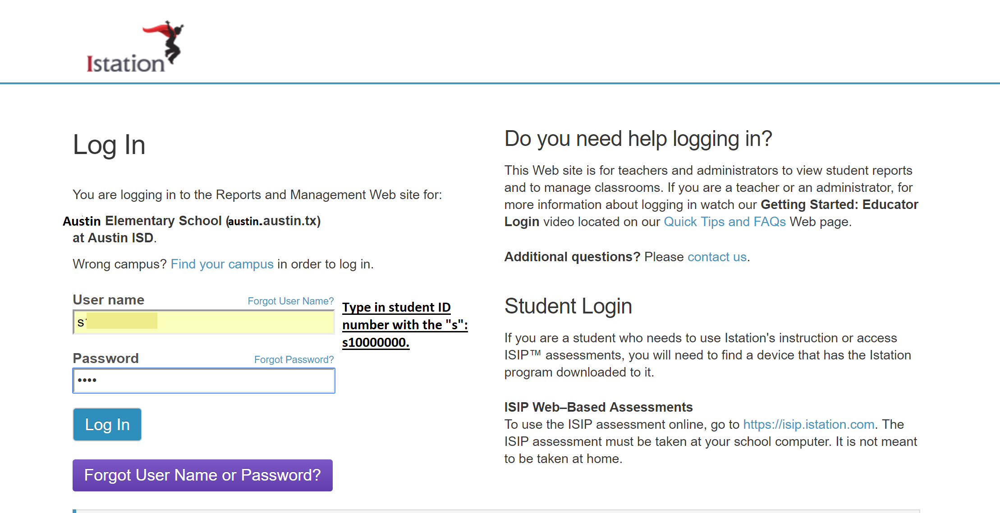 Istation
Log In
You are logging in to the Reports and Management Web site for:
Austin Elementary School (austin.austin.tx)
at Austin ISD.
Wrong campus? Find your campus in order to log in.
User name
Forgot User Name?
Type in student ID
number with the "s":
s10000000.
Password
Forgot Password?
••••
Log In
Forgot User Name or Password?
Do you need help logging in?
This Web site is for teachers and administrators to view student reports
and to manage classrooms. If you are a teacher or an administrator, for
more information about logging in watch our Getting Started: Educator
Login video located on our Quick Tips and FAQs Web page.
Additional questions? Please contact us.
Student Login
If you are a student who needs to use Istation's instruction or access
ISIP™ assessments, you will need to find a device that has the Istation
program downloaded to it.
ISIP Web–Based Assessments
To use the ISIP assessment online, go to https://isip.istation.com. The
ISIP assessment must be taken at your school computer. It is not meant
to be taken at home.